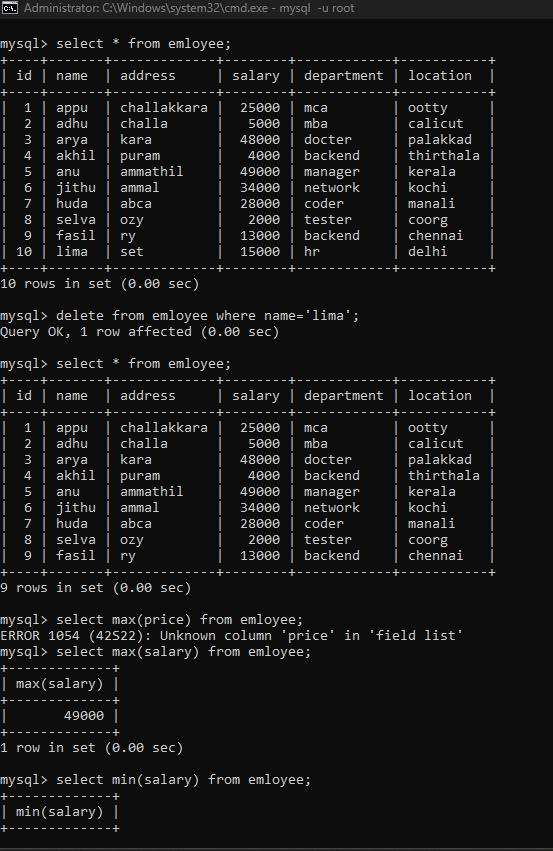 Administrator: C:\Windows\system32\cmd.exe - mysql  -u root
mysql> select * from emloyee;
+----+-------+-------------+--------+------------+-----------+
| id | name  | address     | salary | department | location  |
+----+-------+-------------+--------+------------+-----------+
|  1 | appu  | challakkara |  25000 | mca        | ootty     |
|  2 | adhu  | challa      |   5000 | mba        | calicut   |
|  3 | arya  | kara        |  48000 | docter     | palakkad  |
|  4 | akhil | puram       |   4000 | backend    | thirthala |
|  5 | anu   | ammathil    |  49000 | manager    | kerala    |
|  6 | jithu | ammal       |  34000 | network    | kochi     |
|  7 | huda  | abca        |  28000 | coder      | manali    |
|  8 | selva | ozy         |   2000 | tester     | coorg     |
|  9 | fasil | ry          |  13000 | backend    | chennai   |
| 10 | lima  | set         |  15000 | hr         | delhi     |
+----+-------+-------------+--------+------------+-----------+
10 rows in set (0.00 sec)
mysql> delete from emloyee where name='lima';
Query OK, 1 row affected (0.00 sec)
mysql> select * from emloyee;
+----+-------+-------------+--------+------------+-----------+
| id | name  | address     | salary | department | location  |
+----+-------+-------------+--------+------------+-----------+
|  1 | appu  | challakkara |  25000 | mca        | ootty     |
|  2 | adhu  | challa      |   5000 | mba        | calicut   |
|  3 | arya  | kara        |  48000 | docter     | palakkad  |
|  4 | akhil | puram       |   4000 | backend    | thirthala |
|  5 | anu   | ammathil    |  49000 | manager    | kerala    |
|  6 | jithu | ammal       |  34000 | network    | kochi     |
|  7 | huda  | abca        |  28000 | coder      | manali    |
|  8 | selva | ozy         |   2000 | tester     | coorg     |
|  9 | fasil | ry          |  13000 | backend    | chennai   |
+----+-------+-------------+--------+------------+-----------+
9 rows in set (0.00 sec)
mysql> select max(price) from emloyee;
ERROR 1054 (42S22): Unknown column 'price' in 'field list'
mysql> select max(salary) from emloyee;
+-------------+
| max(salary) |
+-------------+
|       49000 |
+-------------+
1 row in set (0.00 sec)
mysql> select min(salary) from emloyee;
+-------------+
| min(salary) |
+-------------+